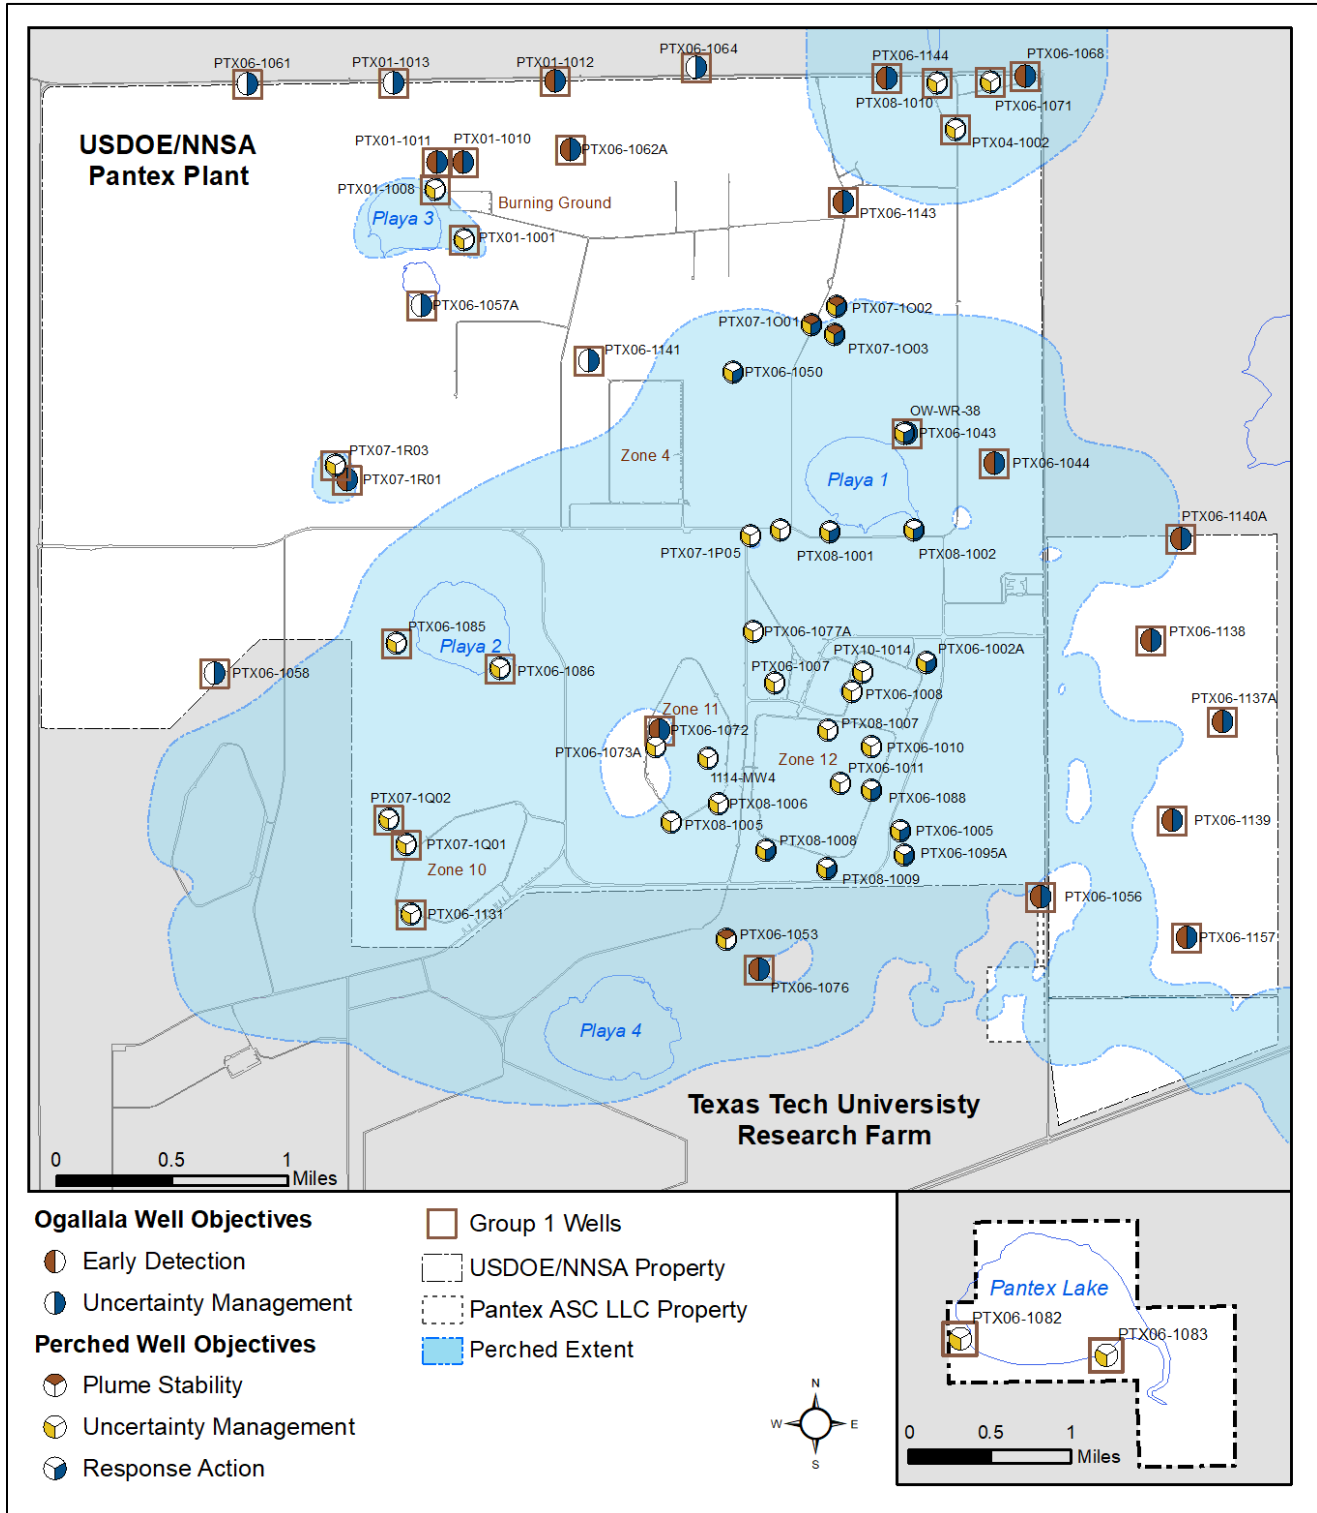 PTX06-1061
PTX01-1013
PTX01-1012
PTX06-1064
PTX06-1144
PTX06-1068
PTX08-1010
PTX06-1071
PTX04-1002
USDOE/NNSA
Pantex Plant
PTX01-1011
PTX01-1010
PTX06-1062A
PTX01-1008
Burning Ground
Playa 3
PTX06-1143
PTX01-1001
PTX06-1057A
PTX07-1O02
PTX07-1O01
PTX07-1O03
PTX06-1141
PTX06-1050
OW-WR-38
PTX06-1043
PTX07-1R03
Zone 4
PTX06-1044
PTX07-1R01
Playa 1
PTX06-1140A
PTX07-1P05
PTX08-1001
PTX08-1002
PTX06-1085
Playa 2
PTX06-1077A
PTX06-1138
PTX10-1014
PTX06-1002A
PTX06-1058
PTX06-1086
PTX06-1007
PTX06-1008
PTX06-1137A
Zone 11
PTX06-1072
PTX08-1007
PTX06-1073A
PTX06-1010
Zone 12
PTX06-1011
1114-MW4
PTX07-1Q02
PTX08-1006
PTX06-1088
PTX08-1005
PTX06-1139
PTX06-1005
PTX07-1Q01
PTX08-1008
PTX06-1095A
Zone 10
PTX08-1009
PTX06-1056
PTX06-1131
PTX06-1053
PTX06-1157
PTX06-1076
Playa 4
Texas Tech Universisty
Research Farm
0 0.5 1
Miles
Ogallala Well Objectives
Early Detection
Uncertainty Management
Perched Well Objectives
Plume Stability
Uncertainty Management
Response Action
Group 1 Wells
USDOE/NNSA Property
Pantex ASC LLC Property
Perched Extent
N
W E
S
Pantex Lake
PTX06-1082
PTX06-1083
0 0.5 1
Miles